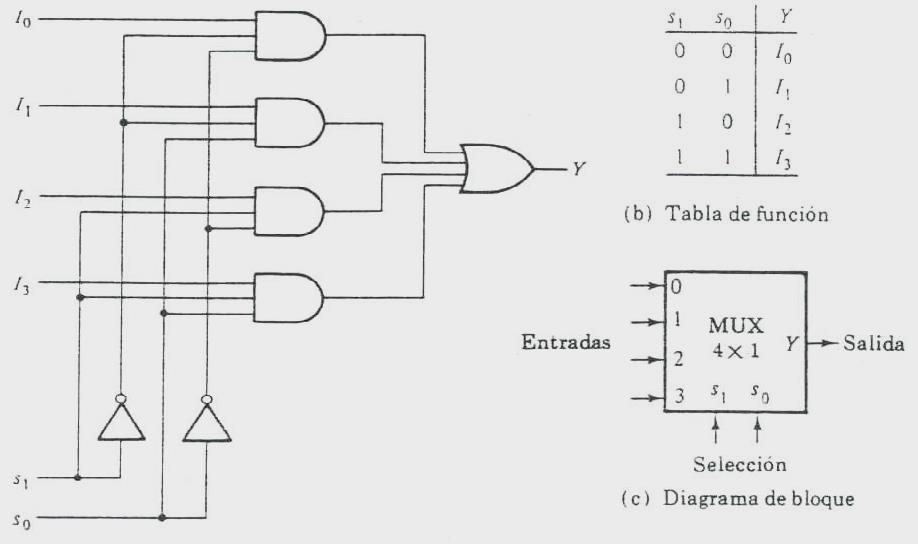 I₀
I₁
I₂
I₃
s₁
s₀
Y
s₁ s₀ Y
0 0 I₀
0 1 I₁
1 0 I₂
1 1 I₃
(b) Tabla de función
Entradas
0
1
2
3
MUX
4 × 1
Y
Salida
s₁ s₀
Selección
(c) Diagrama de bloque